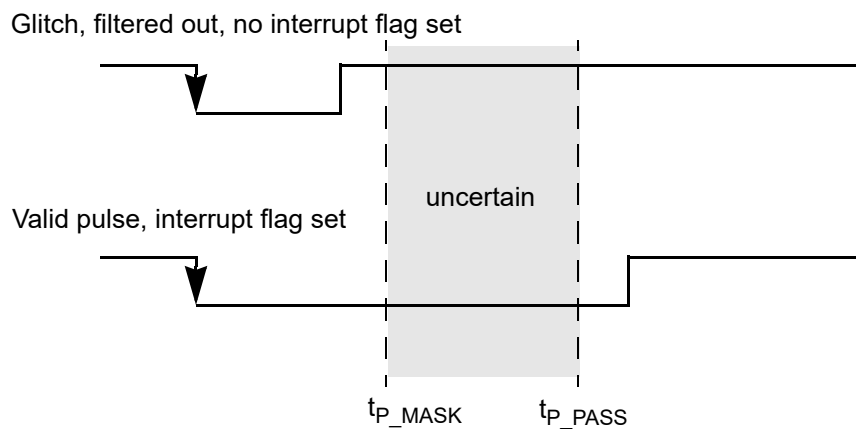 Glitch, filtered out, no interrupt flag set
uncertain
Valid pulse, interrupt flag set
tP_MASK
tP_PASS